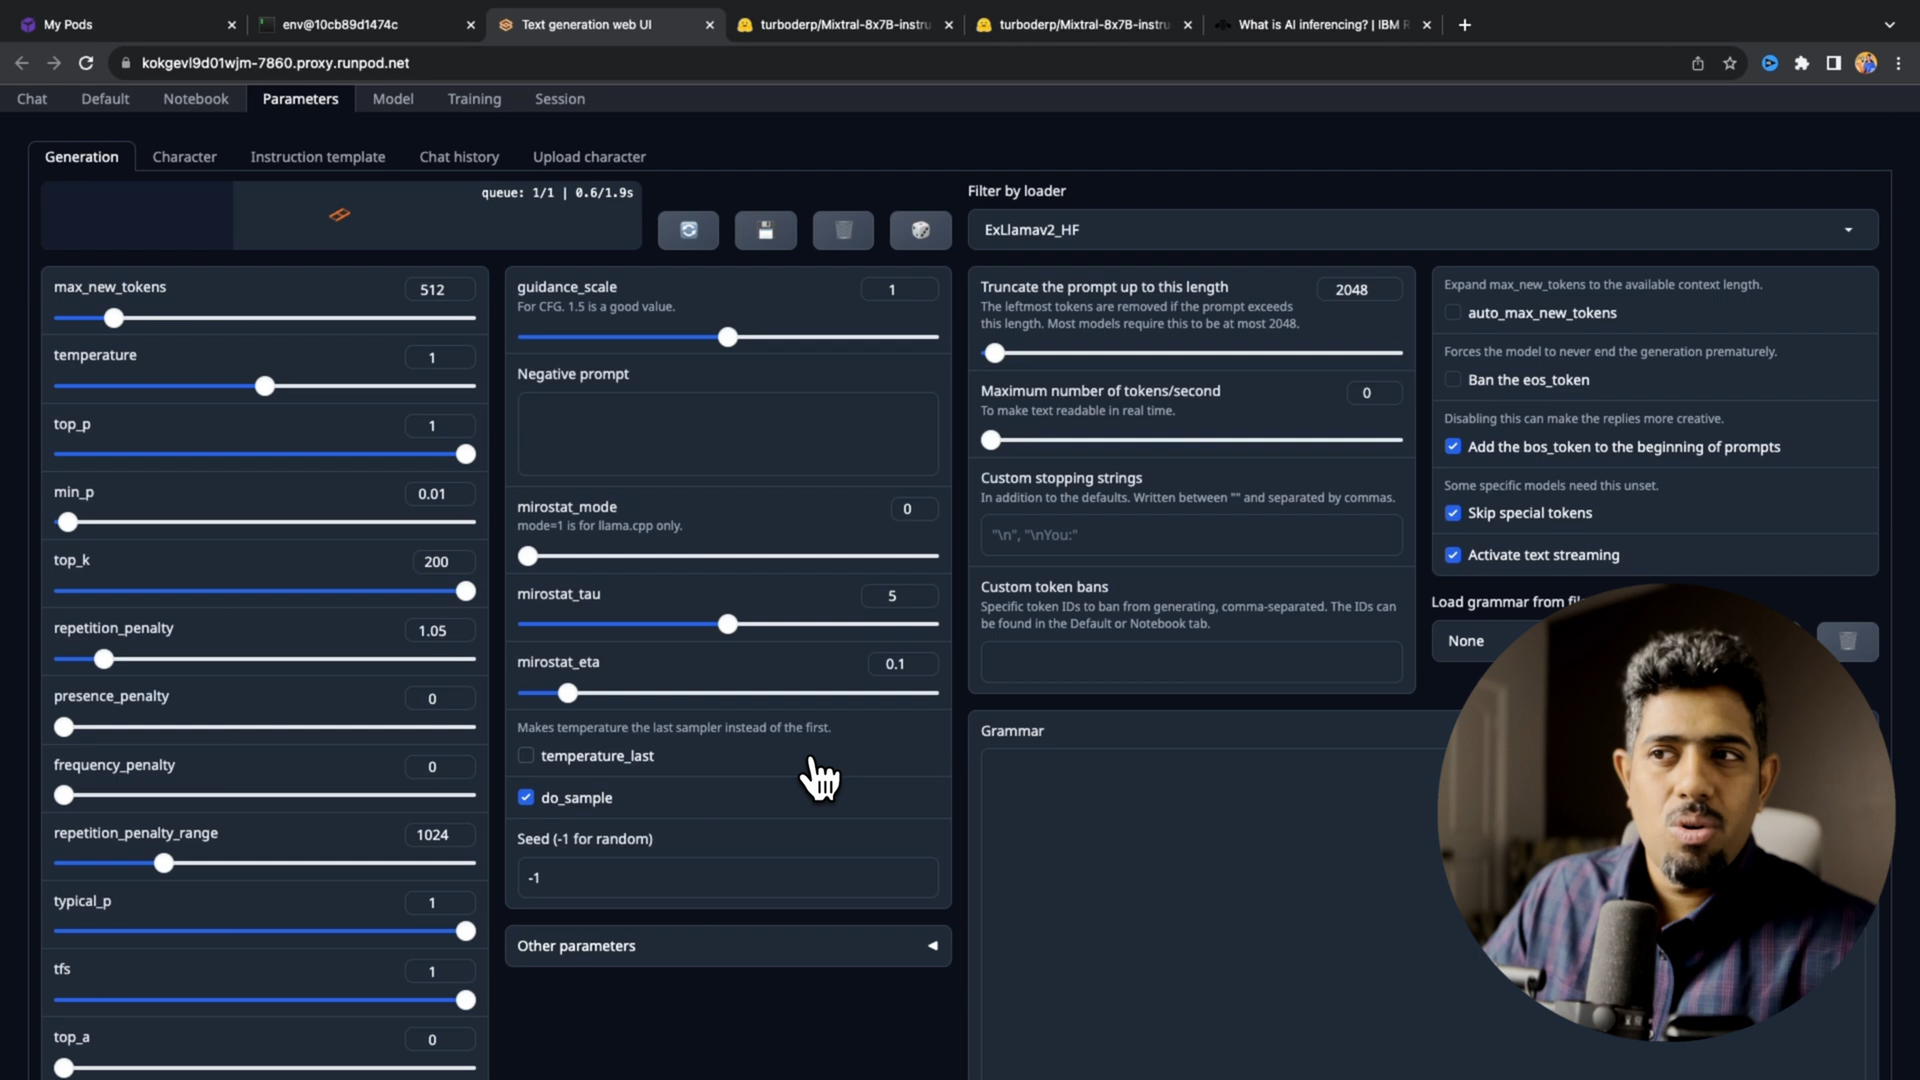 My Pods
env@10cb89d1474c
Text generation web UI
turboderp/Mixtral-8x7B-instru
turboderp/Mixtral-8x7B-instru
What is AI inferencing? | IBM R
kokgevl9d01wjm-7860.proxy.runpod.net
Chat
Default
Notebook
Parameters
Model
Training
Session
Generation
Character
Instruction template
Chat history
Upload character
queue: 1/1 | 0.6/1.9s
Filter by loader
ExLlamav2_HF
max_new_tokens
512
temperature
1
top_p
1
min_p
0.01
top_k
200
repetition_penalty
1.05
presence_penalty
0
frequency_penalty
0
repetition_penalty_range
1024
typical_p
1
tfs
1
top_a
0
guidance_scale
1
For CFG. 1.5 is a good value.
Negative prompt
mirostat_mode
0
mode=1 is for llama.cpp only.
mirostat_tau
5
mirostat_eta
0.1
Makes temperature the last sampler instead of the first.
temperature_last
do_sample
Seed (-1 for random)
-1
Other parameters
Truncate the prompt up to this length
2048
The leftmost tokens are removed if the prompt exceeds
this length. Most models require this to be at most 2048.
Maximum number of tokens/second
0
To make text readable in real time.
Custom stopping strings
In addition to the defaults. Written between "" and separated by commas.
"\n", "\nYou:"
Custom token bans
Specific token IDs to ban from generating, comma-separated. The IDs can
be found in the Default or Notebook tab.
Expand max_new_tokens to the available context length.
auto_max_new_tokens
Forces the model to never end the generation prematurely.
Ban the eos_token
Disabling this can make the replies more creative.
Add the bos_token to the beginning of prompts
Some specific models need this unset.
Skip special tokens
Activate text streaming
Load grammar from fil
None
Grammar